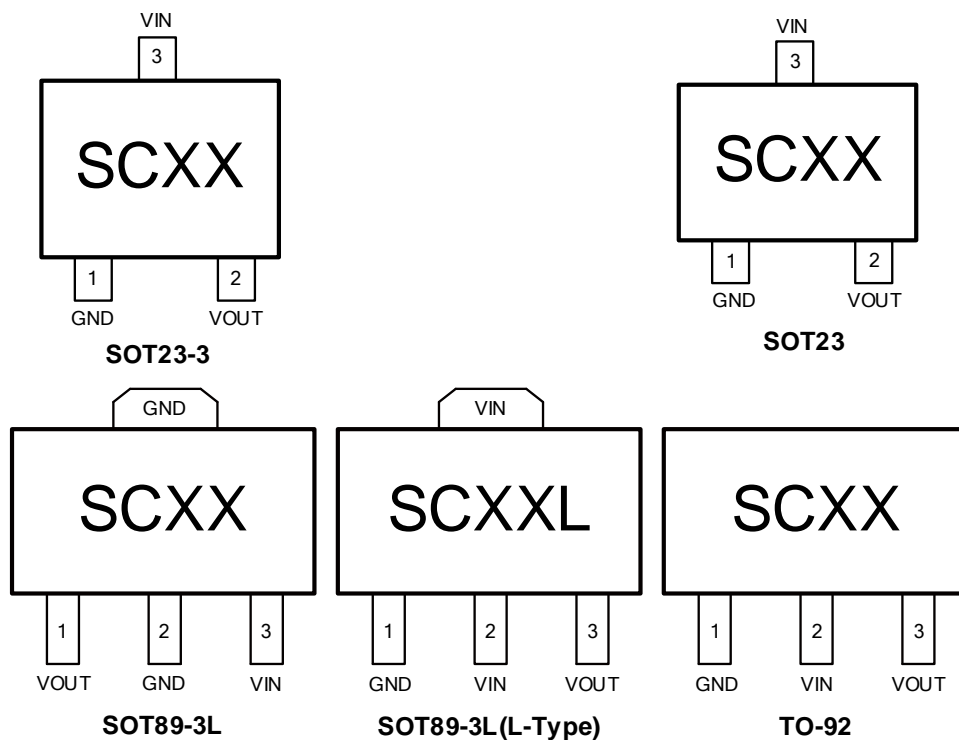 VIN
3
SCXX
1
2
GND
VOUT
SOT23-3
VIN
3
SCXX
1
2
GND
VOUT
SOT23
GND
SCXX
1
2
3
VOUT
GND
VIN
SOT89-3L
VIN
SCXXL
1
2
3
GND
VIN
VOUT
SOT89-3L(L-Type)
SCXX
1
2
3
GND
VIN
VOUT
TO-92